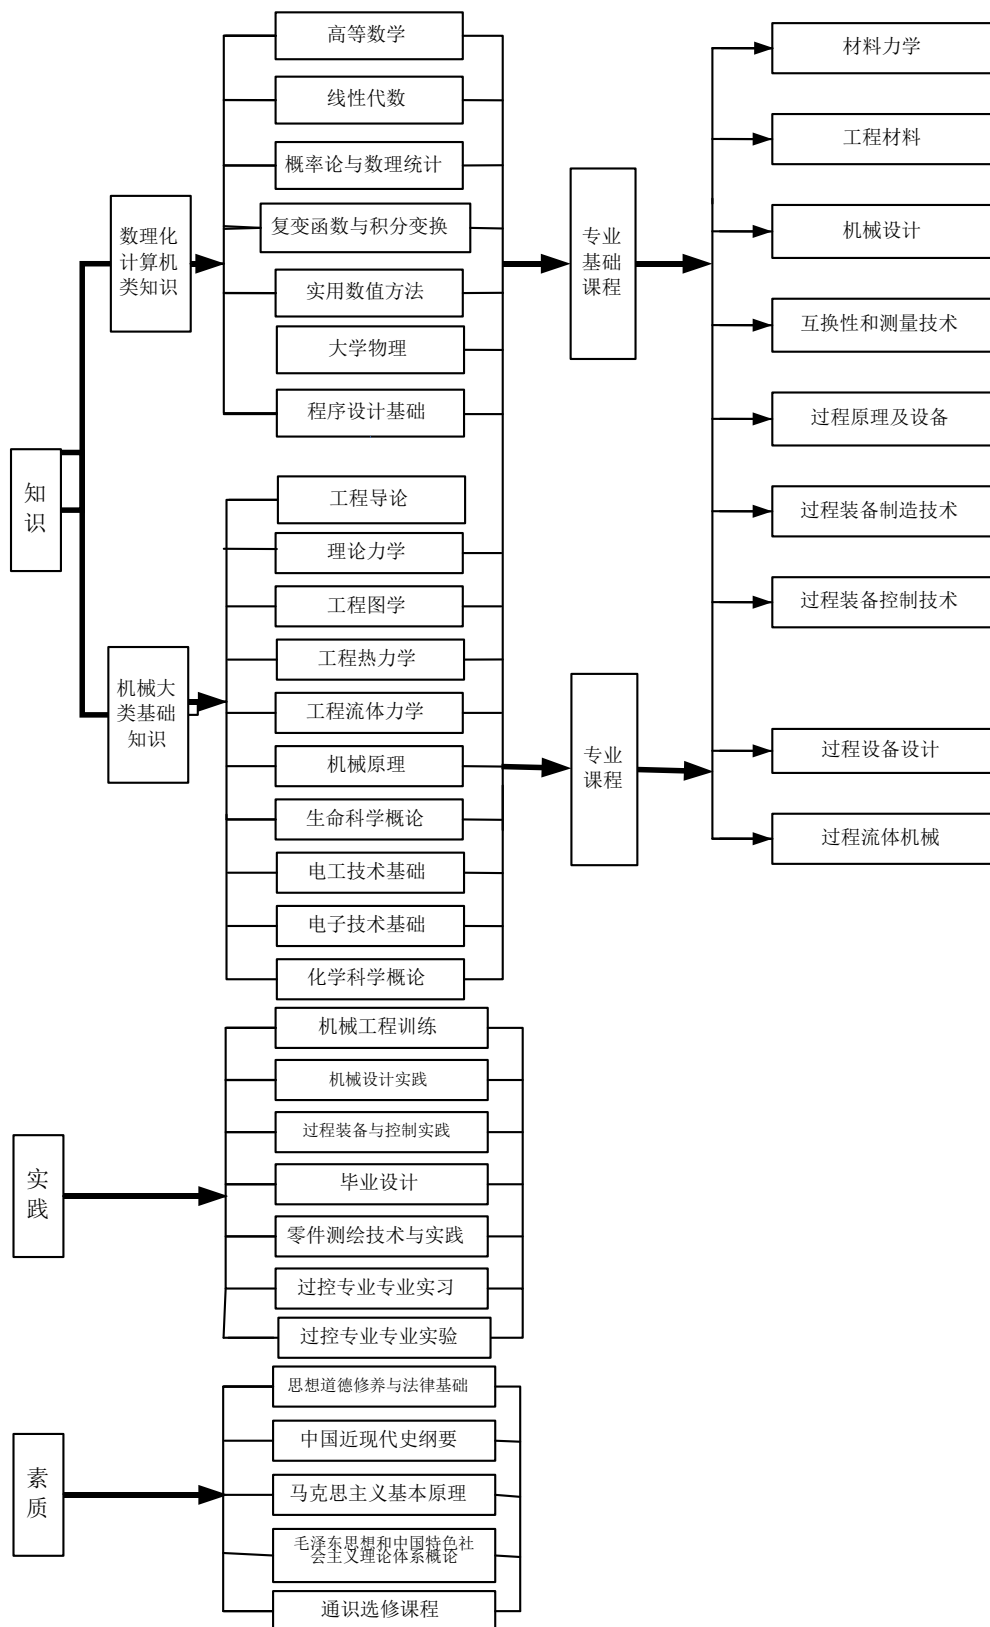 知
识
数理化
计算机
类知识
高等数学
线性代数
概率论与数理统计
复变函数与积分变换
实用数值方法
大学物理
程序设计基础
机械大
类基础
知识
工程导论
理论力学
工程图学
工程热力学
工程流体力学
机械原理
生命科学概论
电工技术基础
电子技术基础
化学科学概论
专业
基础
课程
专业
课程
材料力学
工程材料
机械设计
互换性和测量技术
过程原理及设备
过程装备制造技术
过程装备控制技术
过程设备设计
过程流体机械
实
践
机械工程训练
机械设计实践
过程装备与控制实践
毕业设计
零件测绘技术与实践
过控专业专业实习
过控专业专业实验
素
质
思想道德修养与法律基础
中国近现代史纲要
马克思主义基本原理
毛泽东思想和中国特色社
会主义理论体系概论
通识选修课程